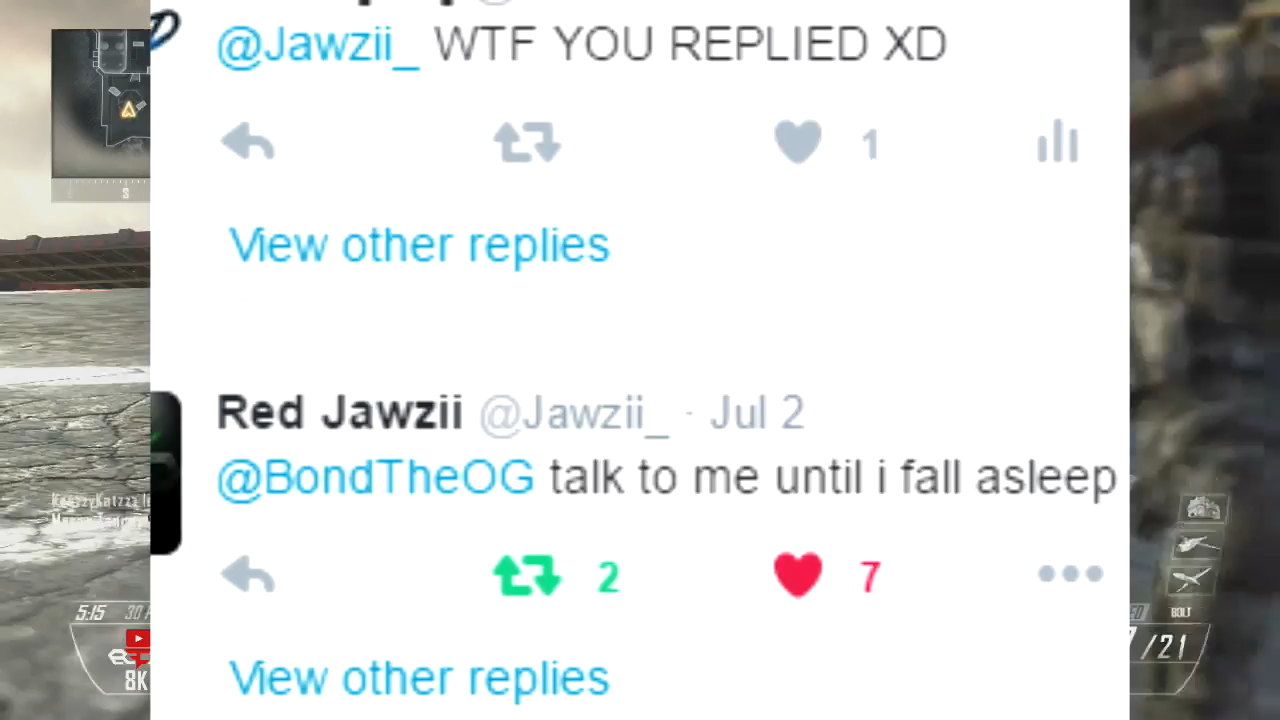 @Jawzii_ WTF YOU REPLIED XD
1
View other replies
Red Jawzii @Jawzii_ · Jul 2
@BondTheOG talk to me until i fall asleep
2 7
View other replies
S
5:15 30
8K
BOLT
/21